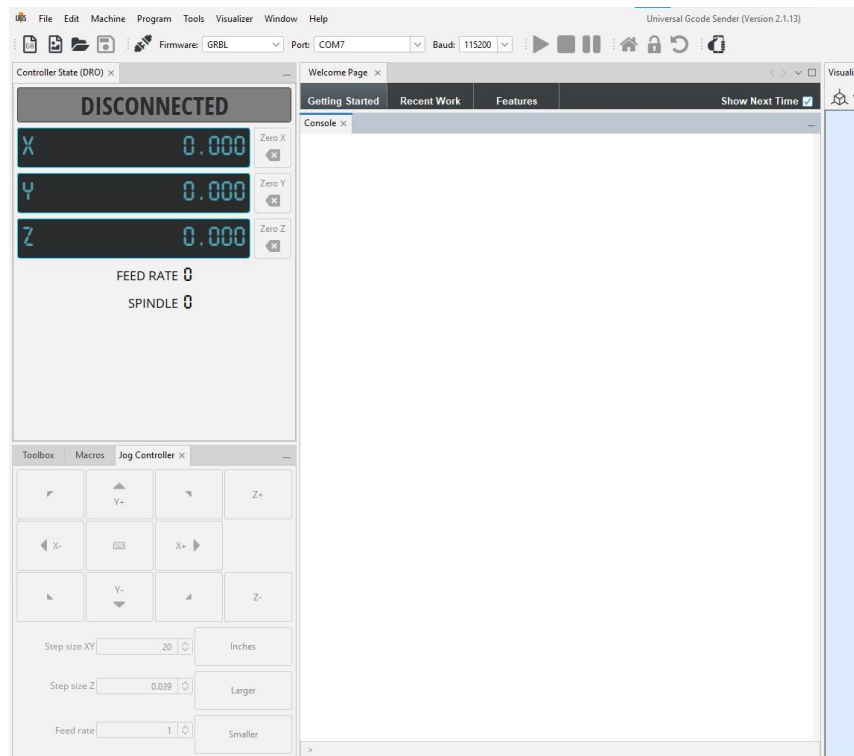 UGS File Edit Machine Program Tools Visualizer Window Help
Universal Gcode Sender (Version 2.1.13)
GO Firmware: GRBL Port: COM7 Baud: 115200
Controller State (DRO)
DISCONNECTED
X 0.000 Zero X
Y 0.000 Zero Y
Z 0.000 Zero Z
FEED RATE 0
SPINDLE 0
Toolbox Macros Jog Controller
Y+ Z+
X- X+
Y- Z-
Step size XY 20 Inches
Step size Z 0.039 Larger
Feed rate 1 Smaller
Welcome Page
Getting Started Recent Work Features Show Next Time
Console
>
Visuali